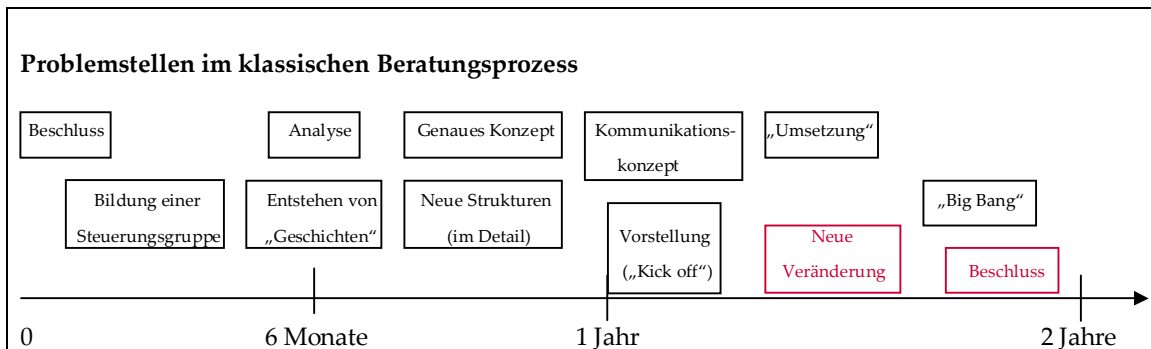 Problemstellen im klassischen Beratungsprozess
Beschluss
Bildung einer
Steuerungsgruppe
Analyse
Entstehen von
„Geschichten“
Genaues Konzept
Neue Strukturen
(im Detail)
Kommunikations-
konzept
Vorstellung
(„Kick off“)
„Umsetzung“
Neue
Veränderung
„Big Bang“
Beschluss
0
6 Monate
1 Jahr
2 Jahre